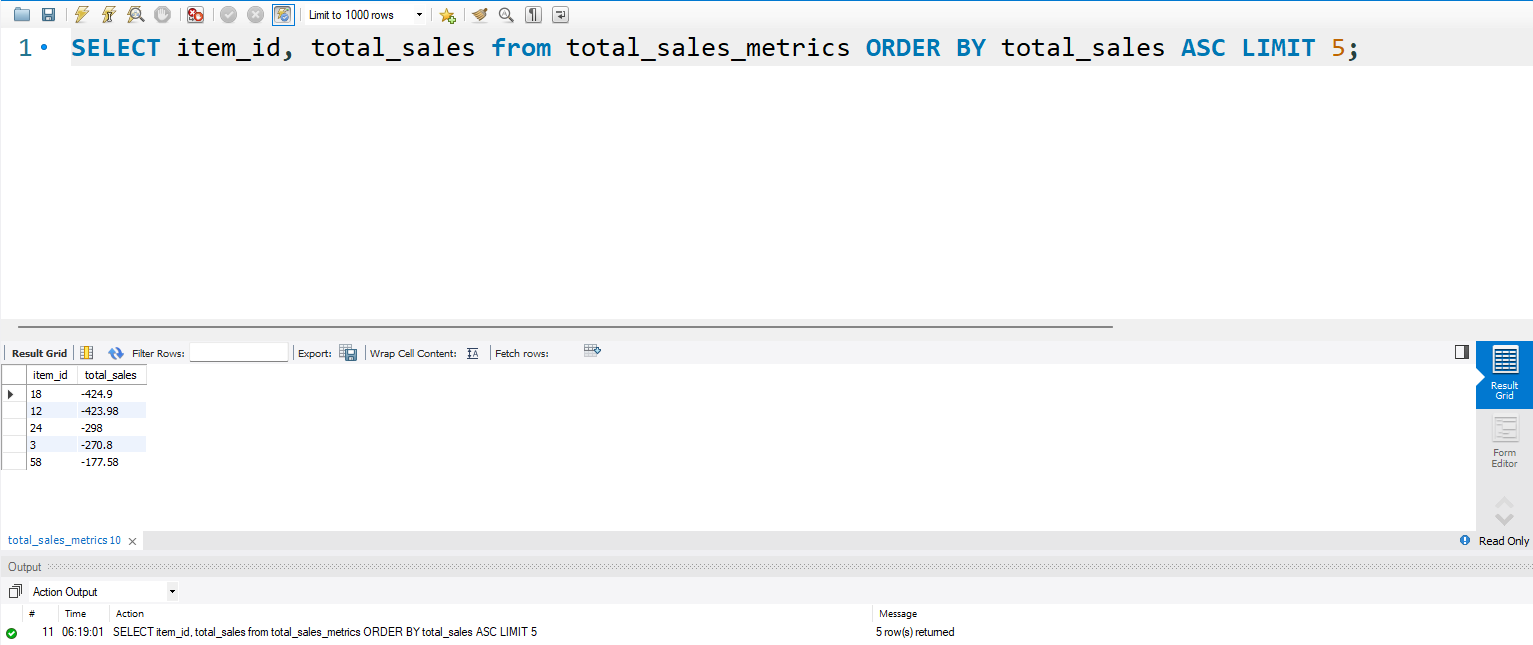 Limit to 1000 rows
1 SELECT item_id, total_sales from total_sales_metrics ORDER BY total_sales ASC LIMIT 5;
Result Grid Filter Rows: Export: Wrap Cell Content: Fetch rows:
item_id total_sales
18 -424.9
12 -423.98
24 -298
3 -270.8
58 -177.58
Result
Grid
Form
Editor
total_sales_metrics 10
Read Only
Output
Action Output
# Time Action Message
11 06:19:01 SELECT item_id, total_sales from total_sales_metrics ORDER BY total_sales ASC LIMIT 5 5 row(s) returned